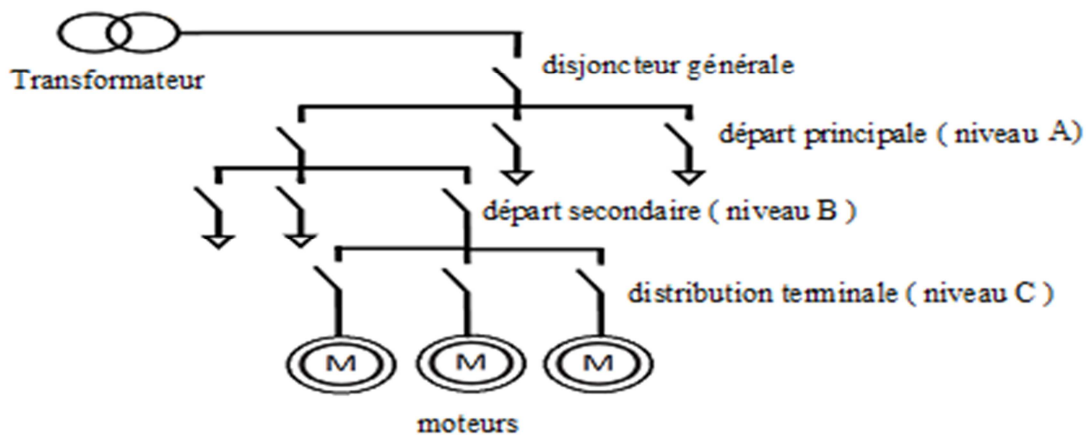 Transformateur
disjoncteur générale
départ principale ( niveau A)
départ secondaire ( niveau B )
distribution terminale ( niveau C )
M M M
moteurs